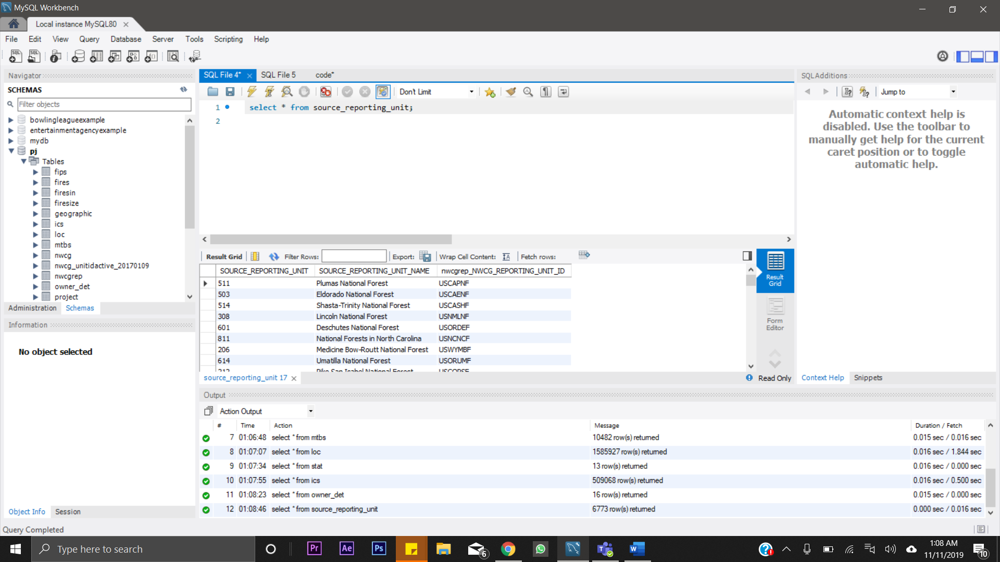 MySQL Workbench
Local instance MySQL80
File Edit View Query Database Server Tools Scripting Help
Navigator
SCHEMAS
Filter objects
bowlingleagueexample
entertainmentagencyexample
mydb
pj
Tables
fips
fires
firesin
firesize
geographic
ics
loc
mtbs
nwcg
nwcg_unitidactive_20170109
nwcgrep
owner_det
project
Administration Schemas
Information
No object selected
Object Info Session
SQL File 4* SQL File 5 code*
Don't Limit
1 select * from source_reporting_unit;
2
Result Grid Filter Rows: Export: Wrap Cell Content: Fetch rows:
SOURCE_REPORTING_UNIT SOURCE_REPORTING_UNIT_NAME nwcgrep_NWCG_REPORTING_UNIT_ID
511 Plumas National Forest USCAPNF
503 Eldorado National Forest USCAENF
514 Shasta-Trinity National Forest USCASHF
308 Lincoln National Forest USNMLNF
601 Deschutes National Forest USORDEF
811 National Forests in North Carolina USNCNCF
206 Medicine Bow-Routt National Forest USWYMBF
614 Umatilla National Forest USORUMF
212 Pike San Isabel National Forest USCOPSF
Result Grid
Form Editor
source_reporting_unit 17
Read Only
SQLAdditions
Jump to
Automatic context help is
disabled. Use the toolbar to
manually get help for the current
caret position or to toggle
automatic help.
Context Help Snippets
Output
Action Output
# Time Action Message Duration / Fetch
7 01:06:48 select * from mtbs 10482 row(s) returned 0.015 sec / 0.016 sec
8 01:07:07 select * from loc 1585927 row(s) returned 0.016 sec / 1.844 sec
9 01:07:34 select * from stat 13 row(s) returned 0.016 sec / 0.000 sec
10 01:07:55 select * from ics 509068 row(s) returned 0.016 sec / 0.500 sec
11 01:08:23 select * from owner_det 16 row(s) returned 0.015 sec / 0.000 sec
12 01:08:46 select * from source_reporting_unit 6773 row(s) returned 0.000 sec / 0.016 sec
Query Completed
Type here to search
Pr Ae Ps 6
1:08 AM
11/11/2019
10